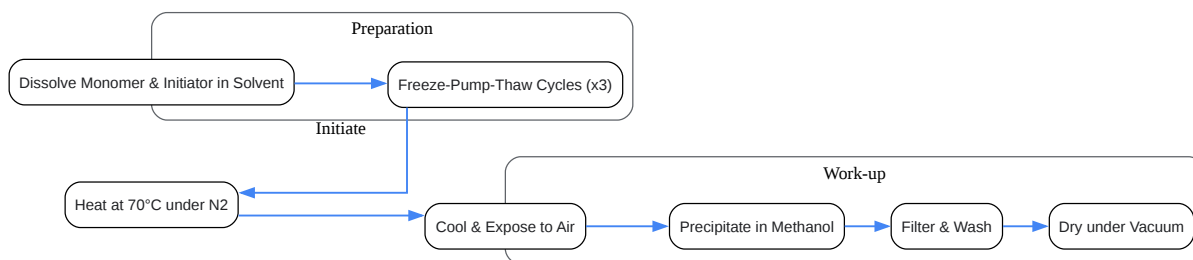 Preparation
Dissolve Monomer & Initiator in Solvent
Freeze-Pump-Thaw Cycles (x3)
Initiate
Heat at 70°C under N2
Work-up
Cool & Expose to Air
Precipitate in Methanol
Filter & Wash
Dry under Vacuum